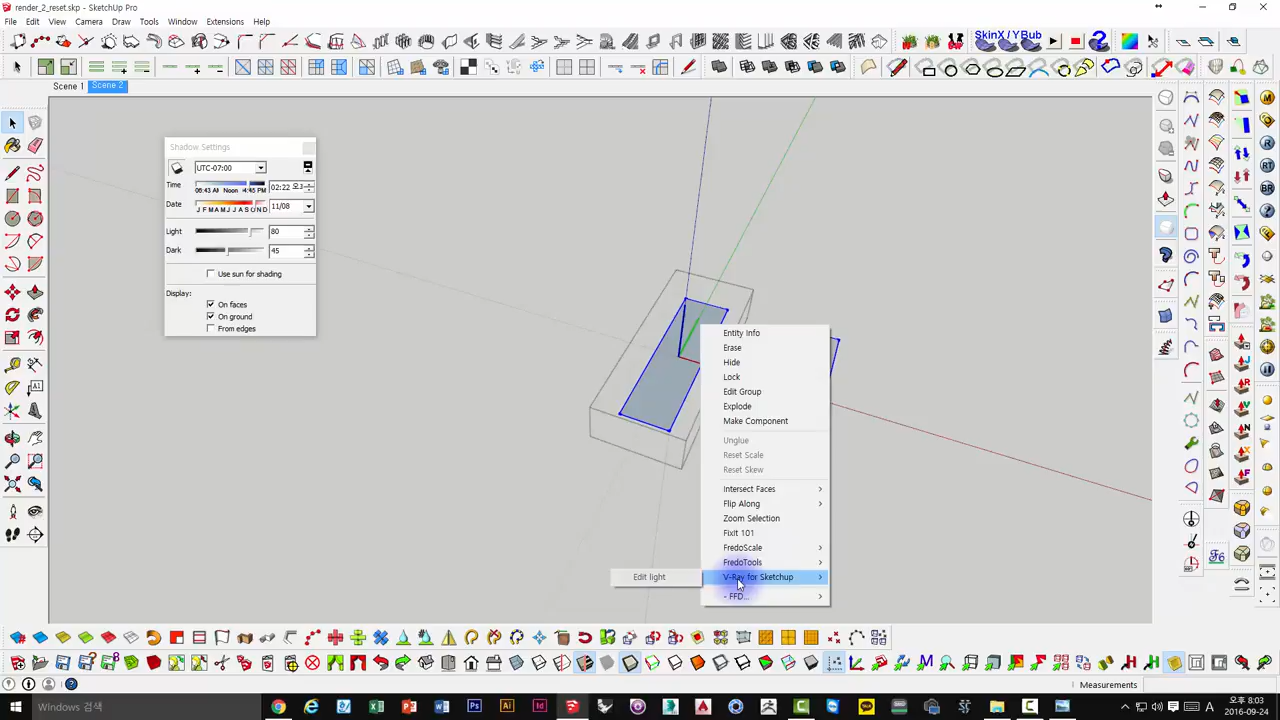 render_2_reset.skp - SketchUp Pro
File Edit View Camera Draw Tools Window Extensions Help
SkinX / YBub
Scene 1 Scene 2
Shadow Settings
UTC-07:00
Time
06:43 AM Noon 4:45 PM
02:22 오후
Date
J F M A M J J A S O N D
11/08
Light
80
Dark
45
Use sun for shading
Display:
On faces
On ground
From edges
Entity Info
Erase
Hide
Lock
Edit Group
Explode
Make Component
Unglue
Reset Scale
Reset Skew
Intersect Faces
Flip Along
Zoom Selection
FixIt 101
FredoScale
FredoTools
Edit light
V-Ray for Sketchup
- FFD...
Measurements
Windows 검색
오후 8:03
2016-09-24